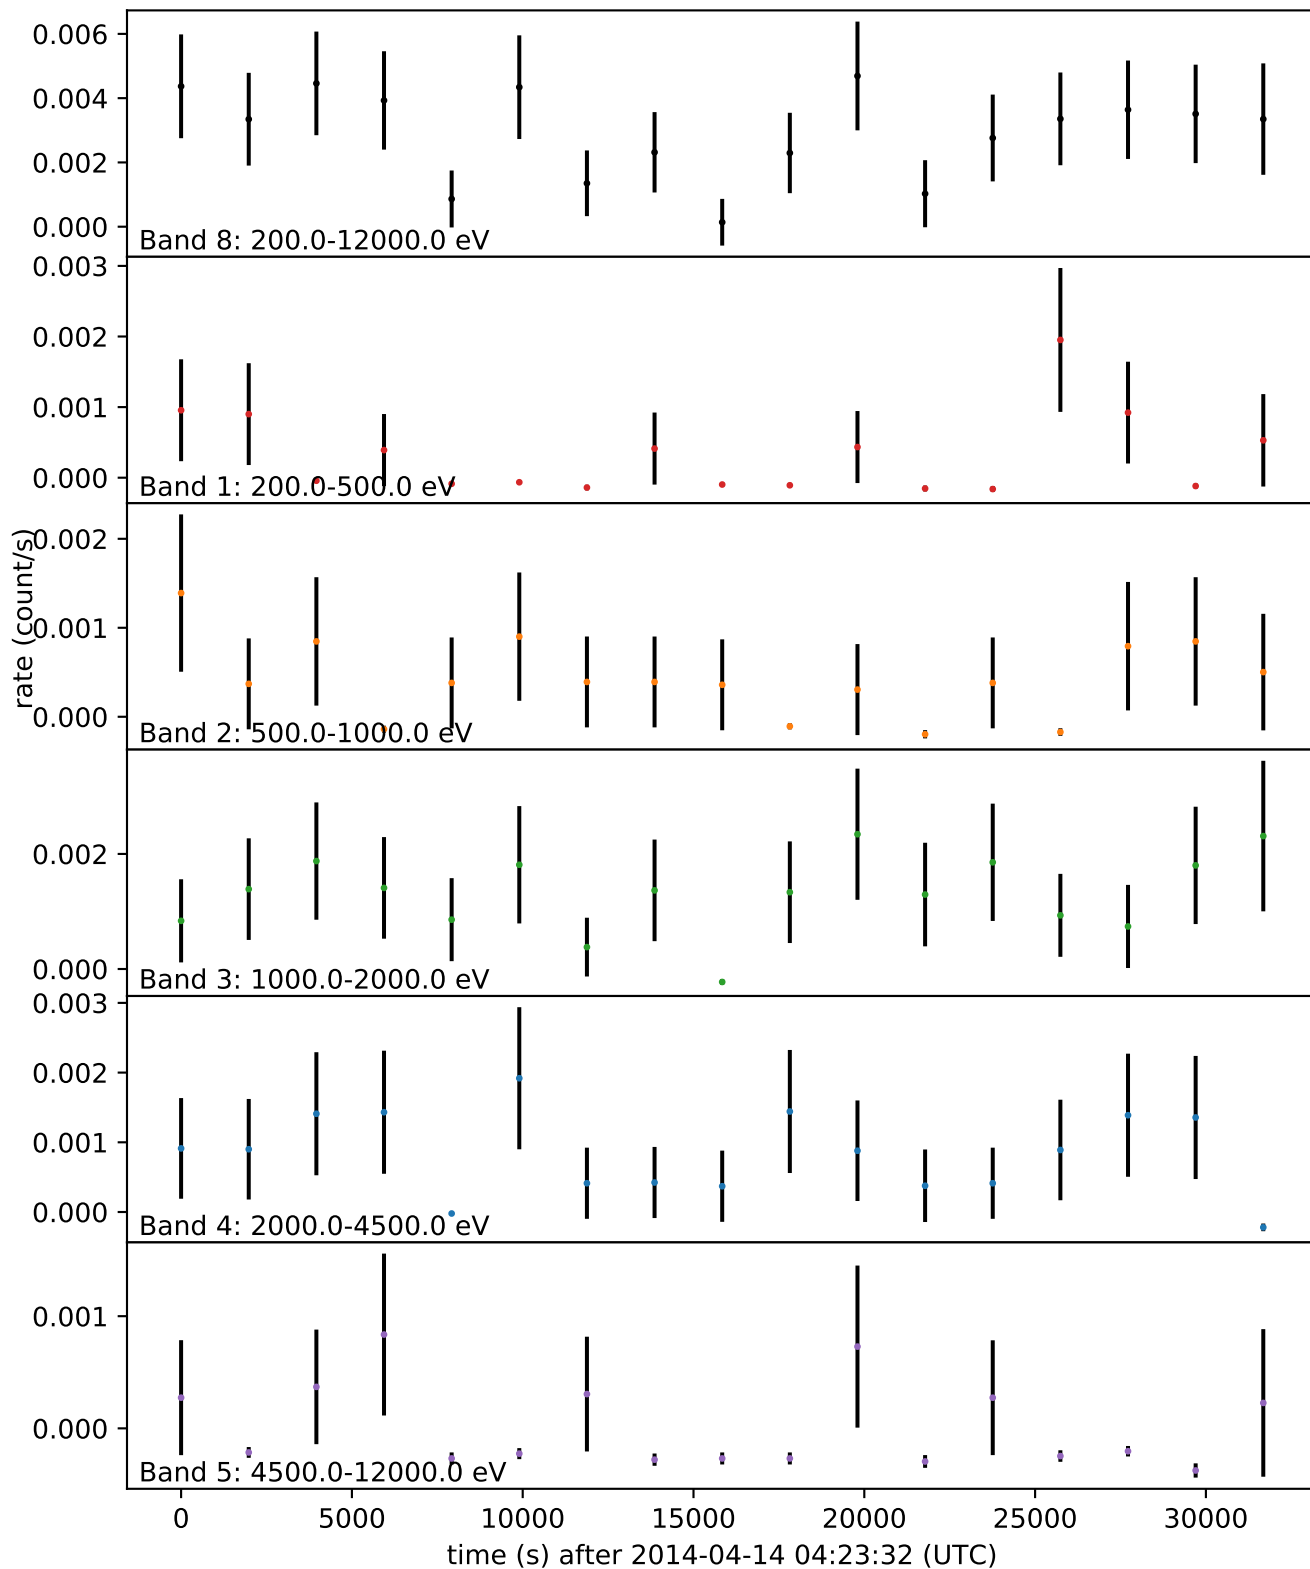 0.006
0.004
0.002
0.000
Band 8: 200.0-12000.0 eV
0.003
0.002
0.001
0.000
Band 1: 200.0-500.0 eV
rate (count/s)
0.002
0.001
0.000
Band 2: 500.0-1000.0 eV
0.002
0.000
Band 3: 1000.0-2000.0 eV
0.003
0.002
0.001
0.000
Band 4: 2000.0-4500.0 eV
0.001
0.000
Band 5: 4500.0-12000.0 eV
0 5000 10000 15000 20000 25000 30000
time (s) after 2014-04-14 04:23:32 (UTC)